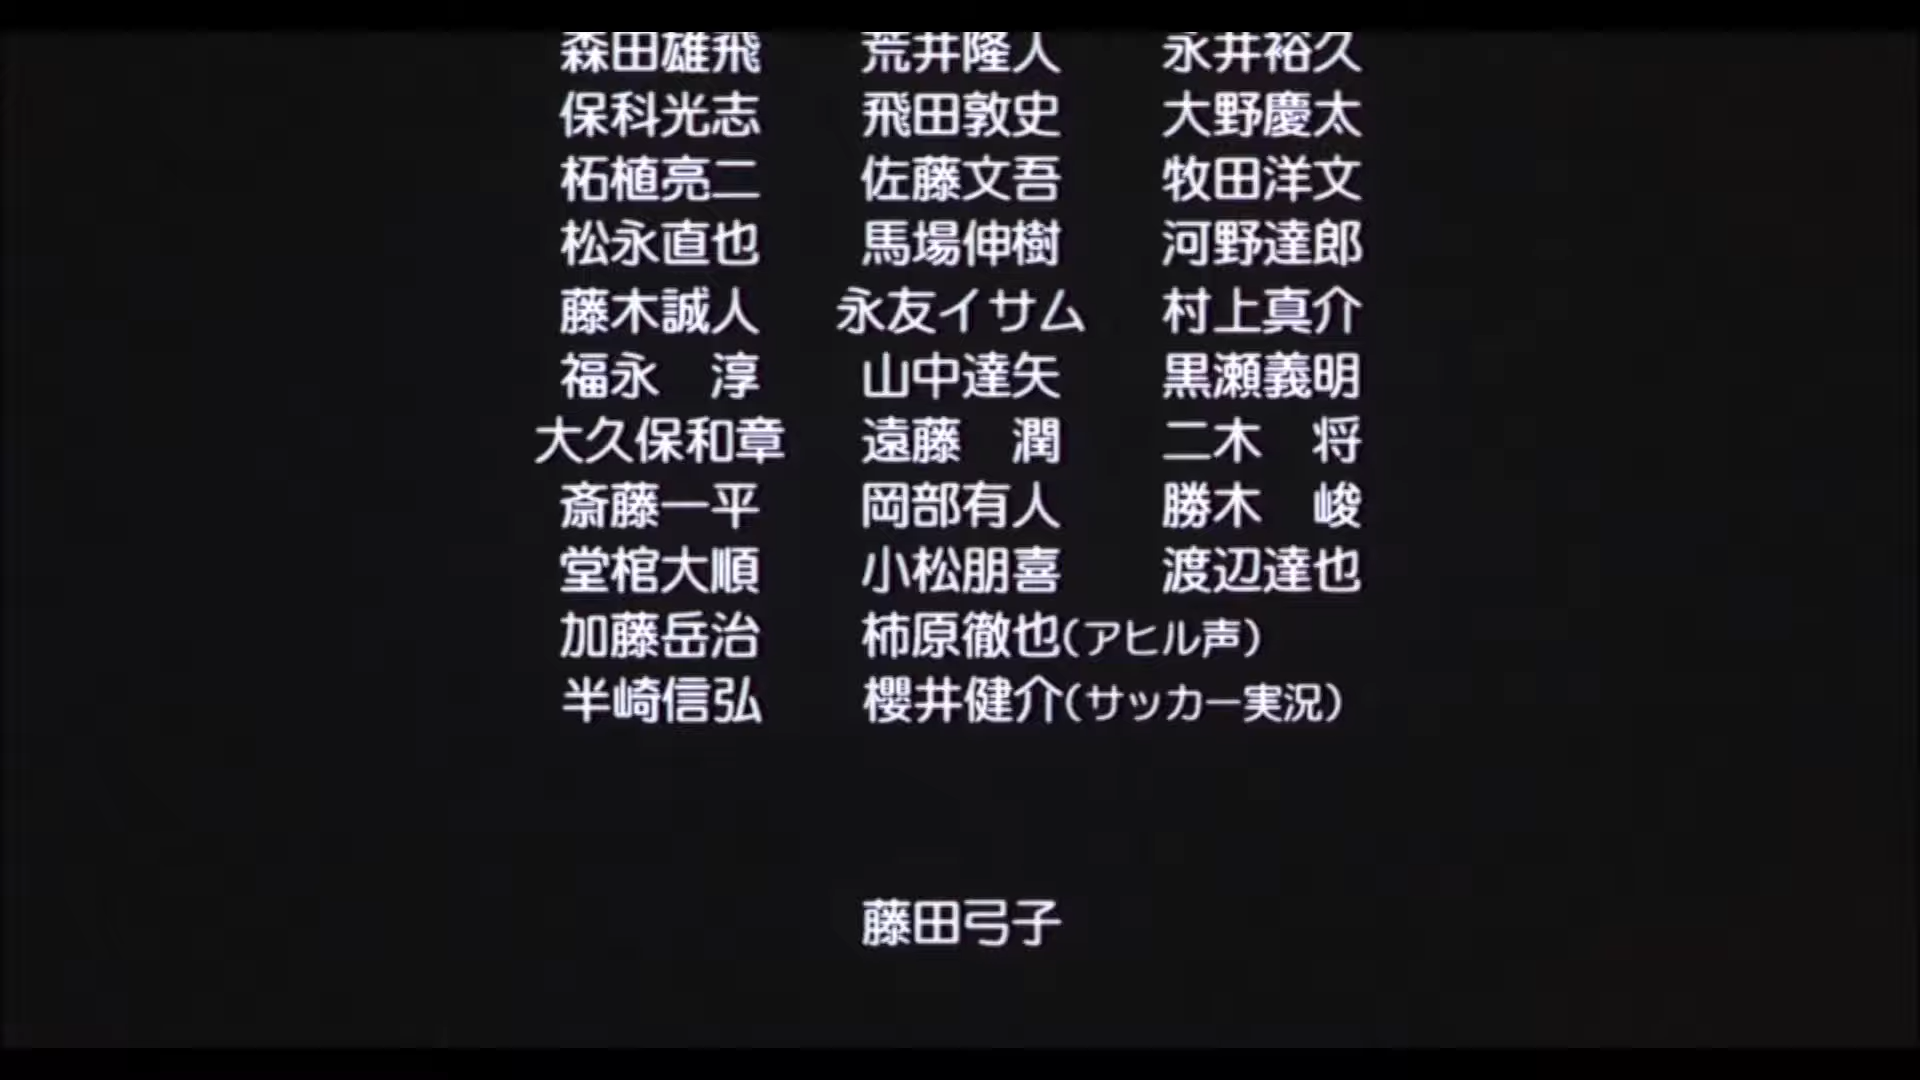 森田雄飛　荒井隆人　永井裕久
保科光志　飛田敦史　大野慶太
柘植亮二　佐藤文吾　牧田洋文
松永直也　馬場伸樹　河野達郎
藤木誠人　永友イサム　村上真介
福永　淳　山中達矢　黒瀬義明
大久保和章　遠藤　潤　二木　将
斎藤一平　岡部有人　勝木　峻
堂棺大順　小松朋喜　渡辺達也
加藤岳治　柿原徹也(アヒル声)
半崎信弘　櫻井健介(サッカー実況)
藤田弓子